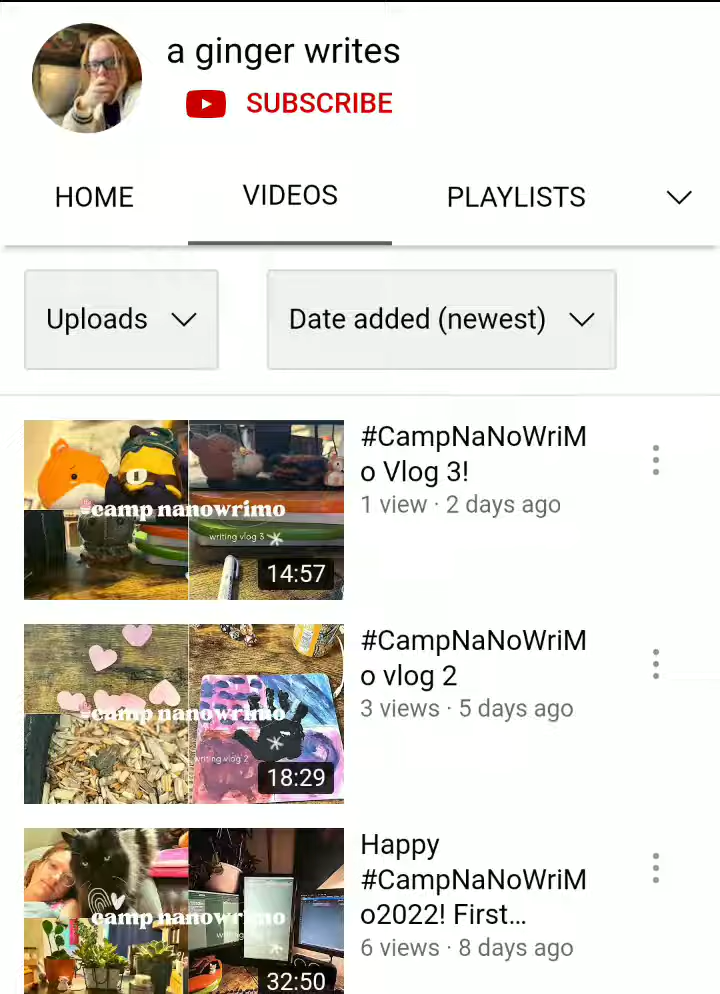 a ginger writes
SUBSCRIBE
HOME
VIDEOS
PLAYLISTS
Uploads
Date added (newest)
camp nanowrimo
writing vlog 3
14:57
#CampNaNoWriM
o Vlog 3!
1 view · 2 days ago
camp nanowrimo
writing vlog 2
18:29
#CampNaNoWriM
o vlog 2
3 views · 5 days ago
camp nanowrimo
32:50
Happy
#CampNaNoWriM
o2022! First...
6 views · 8 days ago